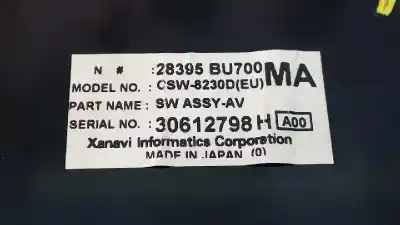 N # :28395 BU700 MA
MODEL NO. : CSW-8230D(EU)
PART NAME : SW ASSY-AV
SERIAL NO. : 30612798 H A00
Xanavi Informatics Corporation
MADE IN JAPAN (0)